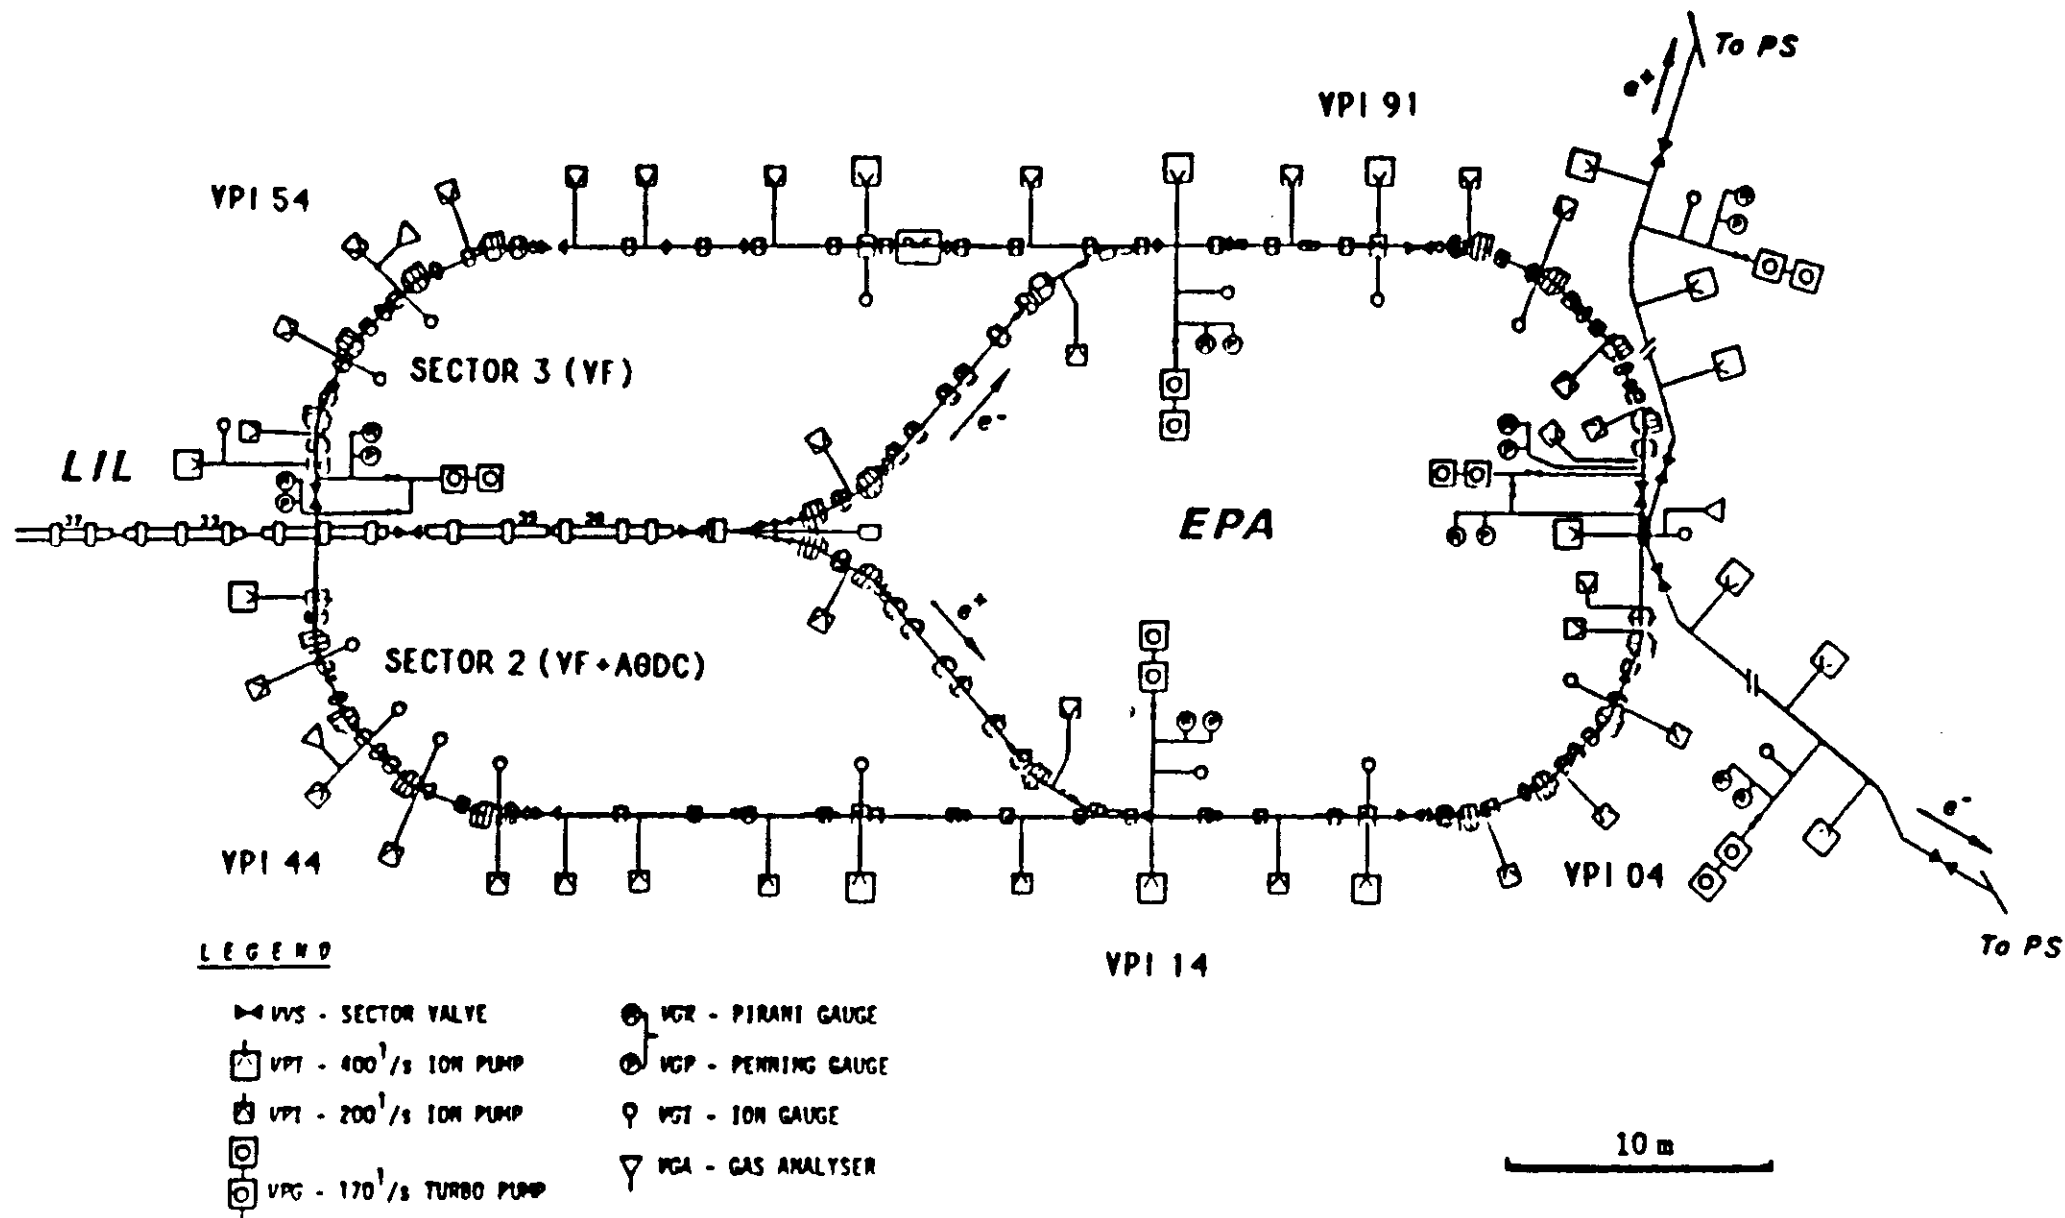 To PS
e+
VPI 91
VPI 54
SECTOR 3 (VF)
e-
LIL
EPA
e+
SECTOR 2 (VF+AθDC)
e-
VPI 44
VPI 04
To PS
VPI 14
LEGEND
VVS - SECTOR VALVE
VPI - 400 l/s ION PUMP
VPI - 200 l/s ION PUMP
VPG - 170 l/s TURBO PUMP
VGR - PIRANI GAUGE
VGP - PENNING GAUGE
VGI - ION GAUGE
VGA - GAS ANALYSER
10 m